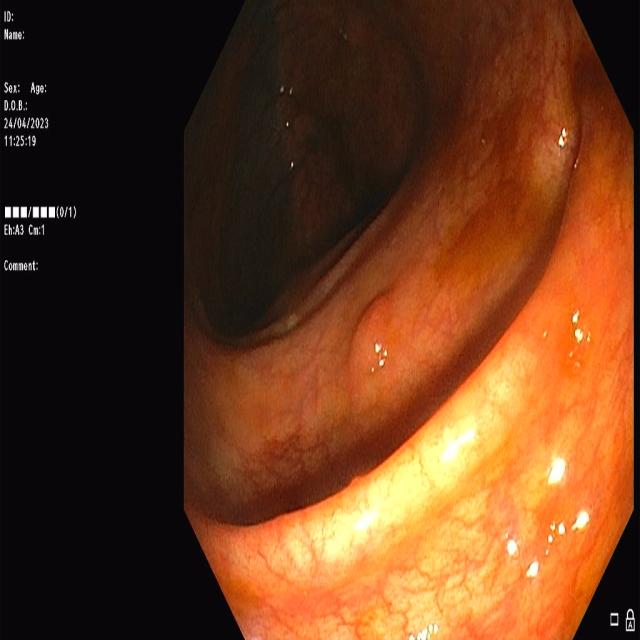 ID:
Name:
Sex: Age:
D.O.B.:
24/04/2023
11:25:19
■■■/■■■(0/1)
Eh:A3 Cm:1
Comment: